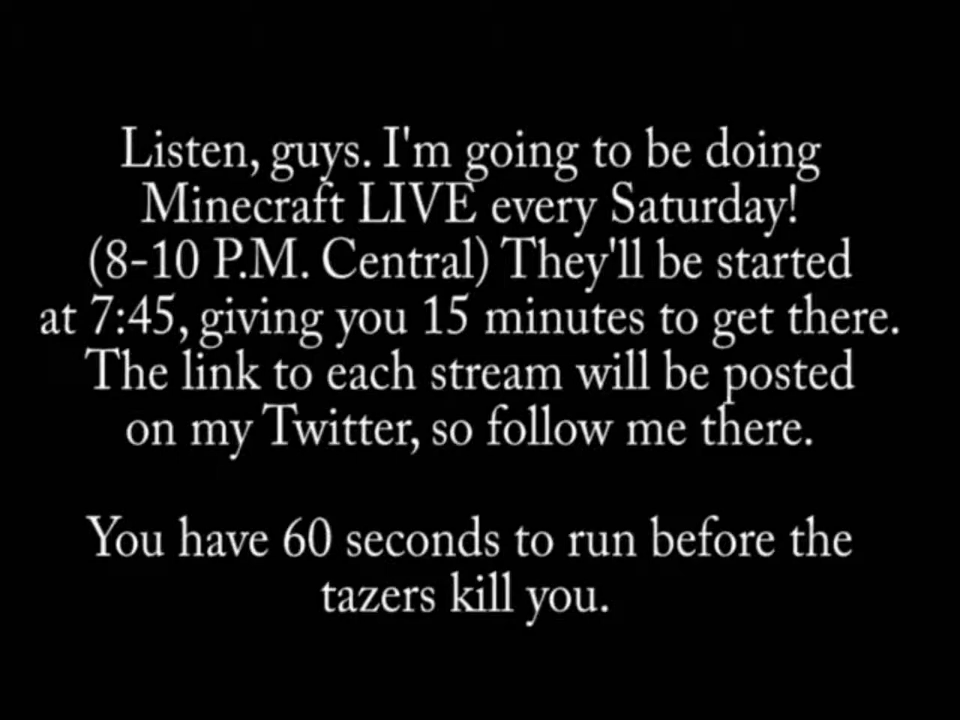 Listen, guys. I'm going to be doing
Minecraft LIVE every Saturday!
(8-10 P.M. Central) They'll be started
at 7:45, giving you 15 minutes to get there.
The link to each stream will be posted
on my Twitter, so follow me there.
You have 60 seconds to run before the
tazers kill you.